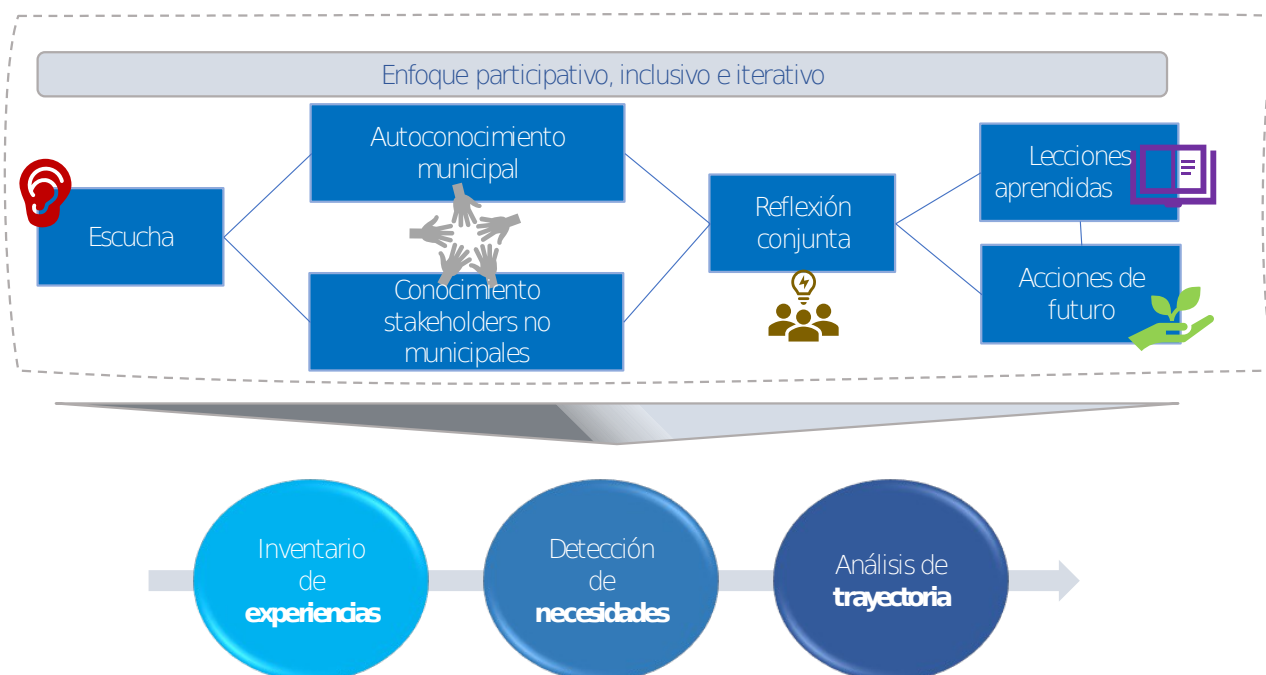 Enfoque participativo, inclusivo e iterativo
Escucha
Autoconocimiento
municipal
Conocimiento
stakeholders no
municipales
Reflexión
conjunta
Lecciones
aprendidas
Acciones de
futuro
Inventario
de
experiencias
Detección
de
necesidades
Análisis de
trayectoria